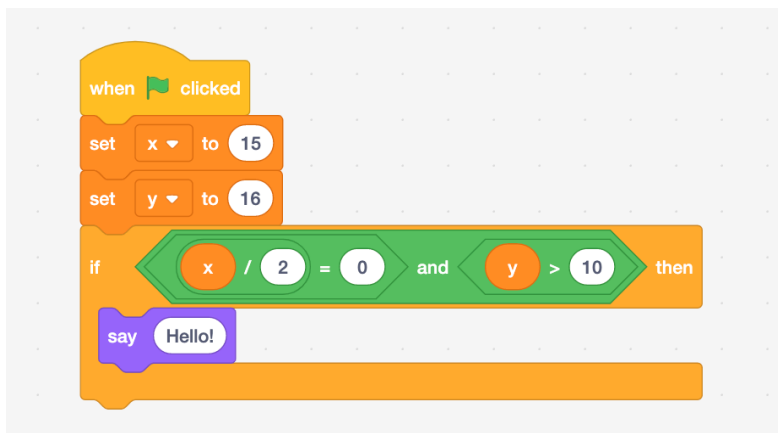 when clicked
set x to 15
set y to 16
if x / 2 = 0 and y > 10 then
say Hello!